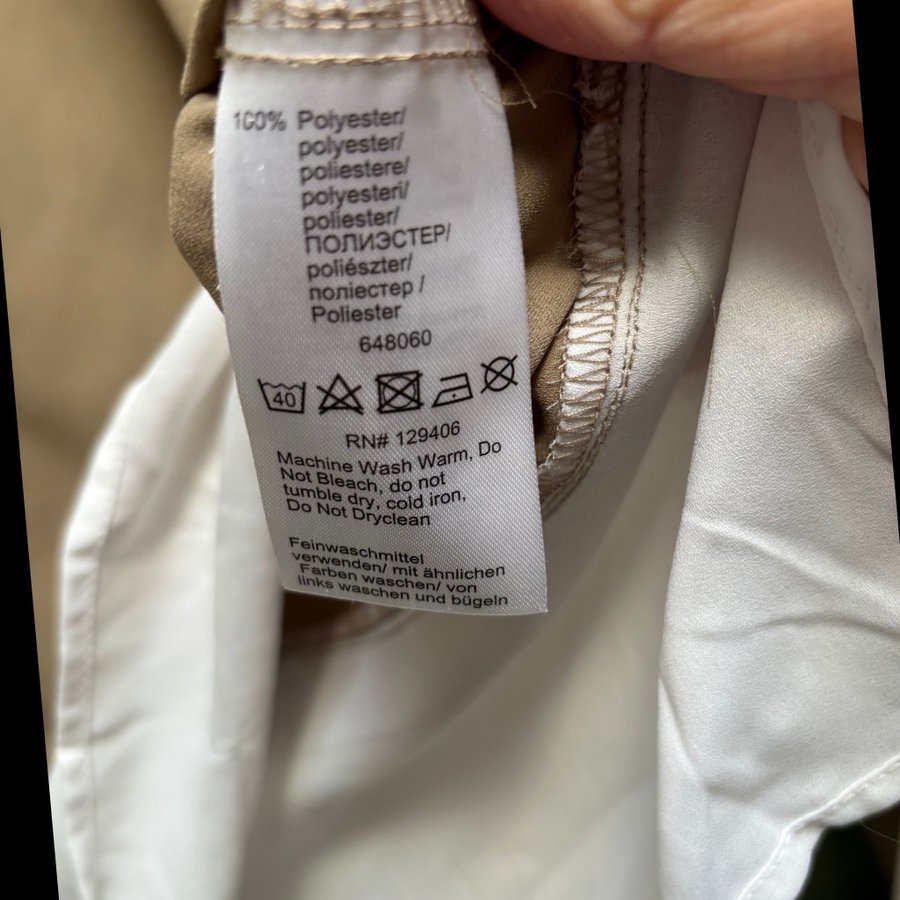 100% Polyester/
polyester/
poliestere/
polyesteri/
poliester/
ПОЛИЭСТЕР/
poliészter/
поліестер /
Poliester
648060
40
RN# 129406
Machine Wash Warm, Do
Not Bleach, do not
tumble dry, cold iron,
Do Not Dryclean
Feinwaschmittel
verwenden/ mit ähnlichen
Farben waschen/ von
links waschen und bügeln